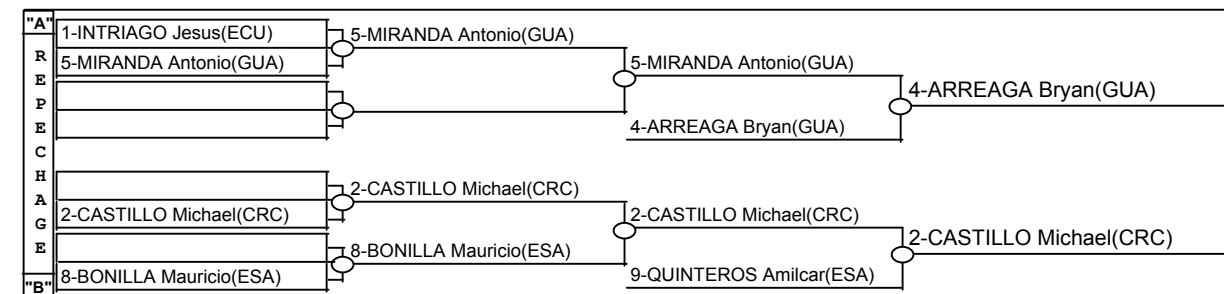 "A"
REPECHAGE
"B"
1-INTRIAGO Jesus(ECU)
5-MIRANDA Antonio(GUA)
5-MIRANDA Antonio(GUA)
5-MIRANDA Antonio(GUA)
4-ARREAGA Bryan(GUA)
4-ARREAGA Bryan(GUA)
2-CASTILLO Michael(CRC)
2-CASTILLO Michael(CRC)
8-BONILLA Mauricio(ESA)
8-BONILLA Mauricio(ESA)
2-CASTILLO Michael(CRC)
9-QUINTEROS Amilcar(ESA)
2-CASTILLO Michael(CRC)